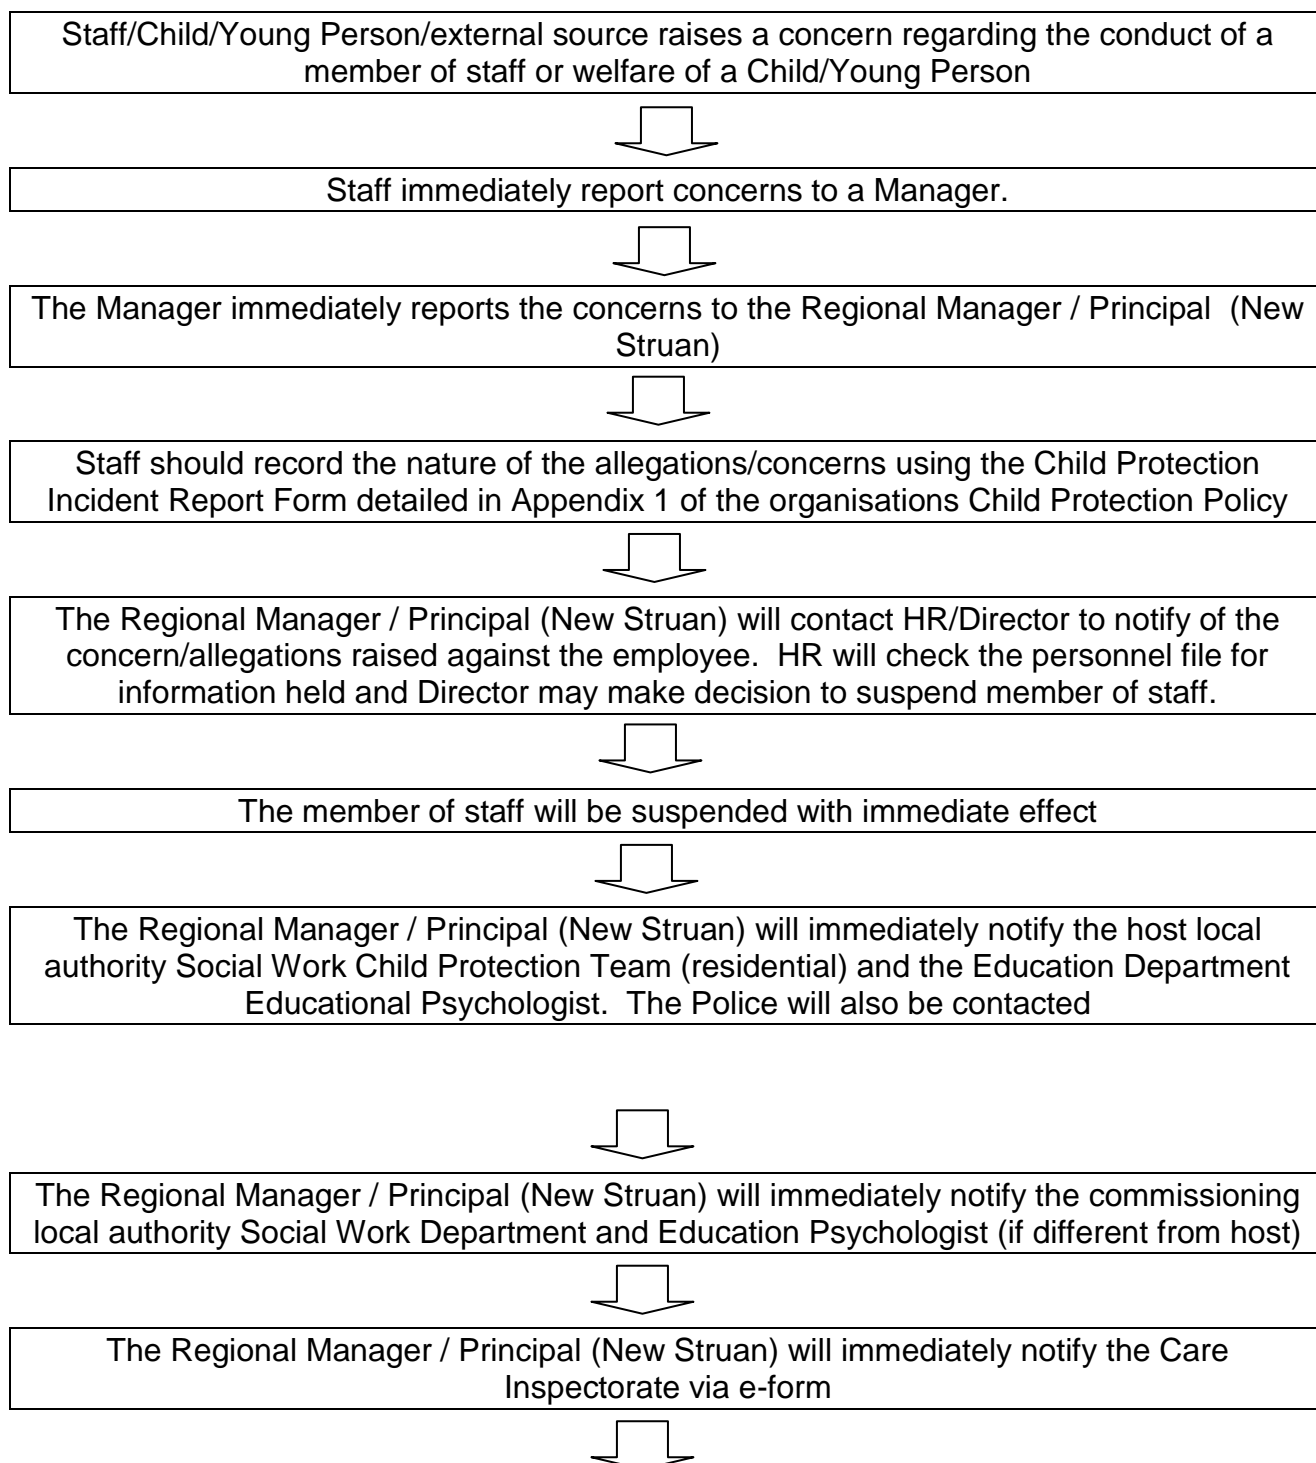 Staff/Child/Young Person/external source raises a concern regarding the conduct of a
member of staff or welfare of a Child/Young Person
Staff immediately report concerns to a Manager.
The Manager immediately reports the concerns to the Regional Manager / Principal  (New
Struan)
Staff should record the nature of the allegations/concerns using the Child Protection
Incident Report Form detailed in Appendix 1 of the organisations Child Protection Policy
The Regional Manager / Principal (New Struan) will contact HR/Director to notify of the
concern/allegations raised against the employee.  HR will check the personnel file for
information held and Director may make decision to suspend member of staff.
The member of staff will be suspended with immediate effect
The Regional Manager / Principal (New Struan) will immediately notify the host local
authority Social Work Child Protection Team (residential) and the Education Department
Educational Psychologist.  The Police will also be contacted
The Regional Manager / Principal (New Struan) will immediately notify the commissioning
local authority Social Work Department and Education Psychologist (if different from host)
The Regional Manager / Principal (New Struan) will immediately notify the Care
Inspectorate via e-form